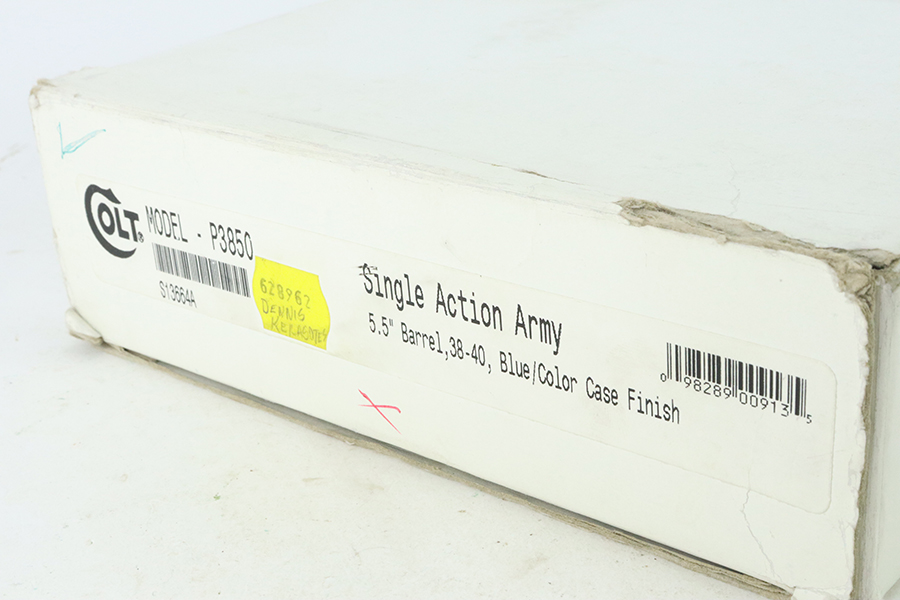 COLT®
MODEL - P3850
S13664A
628962
DENNIS
Single Action Army
5.5" Barrel,38-40, Blue/Color Case Finish
0 98289 00913 5